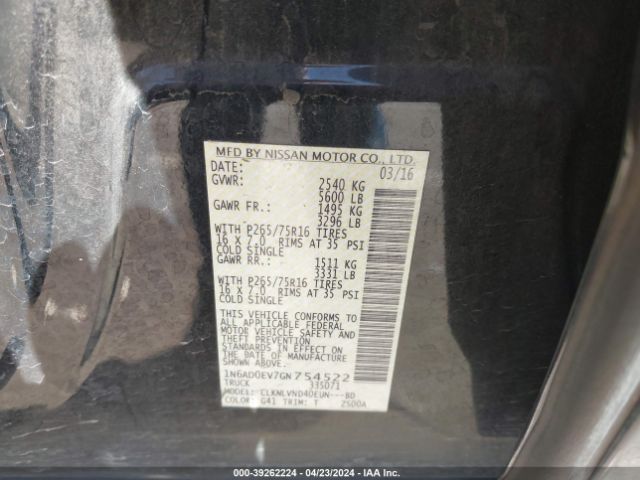 MFD BY NISSAN MOTOR CO., LTD.
DATE: 03/16
GVWR: 2540 KG
5600 LB
GAWR FR.: 1495 KG
3296 LB
WITH P265/75R16 TIRES
16 X 7.0 RIMS AT 35 PSI
COLD SINGLE
GAWR RR.: 1511 KG
3331 LB
WITH P265/75R16 TIRES
16 X 7.0 RIMS AT 35 PSI
COLD SINGLE
THIS VEHICLE CONFORMS TO
ALL APPLICABLE FEDERAL
MOTOR VEHICLE SAFETY AND
THEFT PREVENTION
STANDARDS IN EFFECT ON
THE DATE OF MANUFACTURE
SHOWN ABOVE.
1N6AD0EV7GN754522
TRUCK 335071
MODEL: CLKNLVND4DEUN---BD
COLOR: G41 TRIM: T 2500A
000-39262224 - 04/23/2024 - IAA Inc.